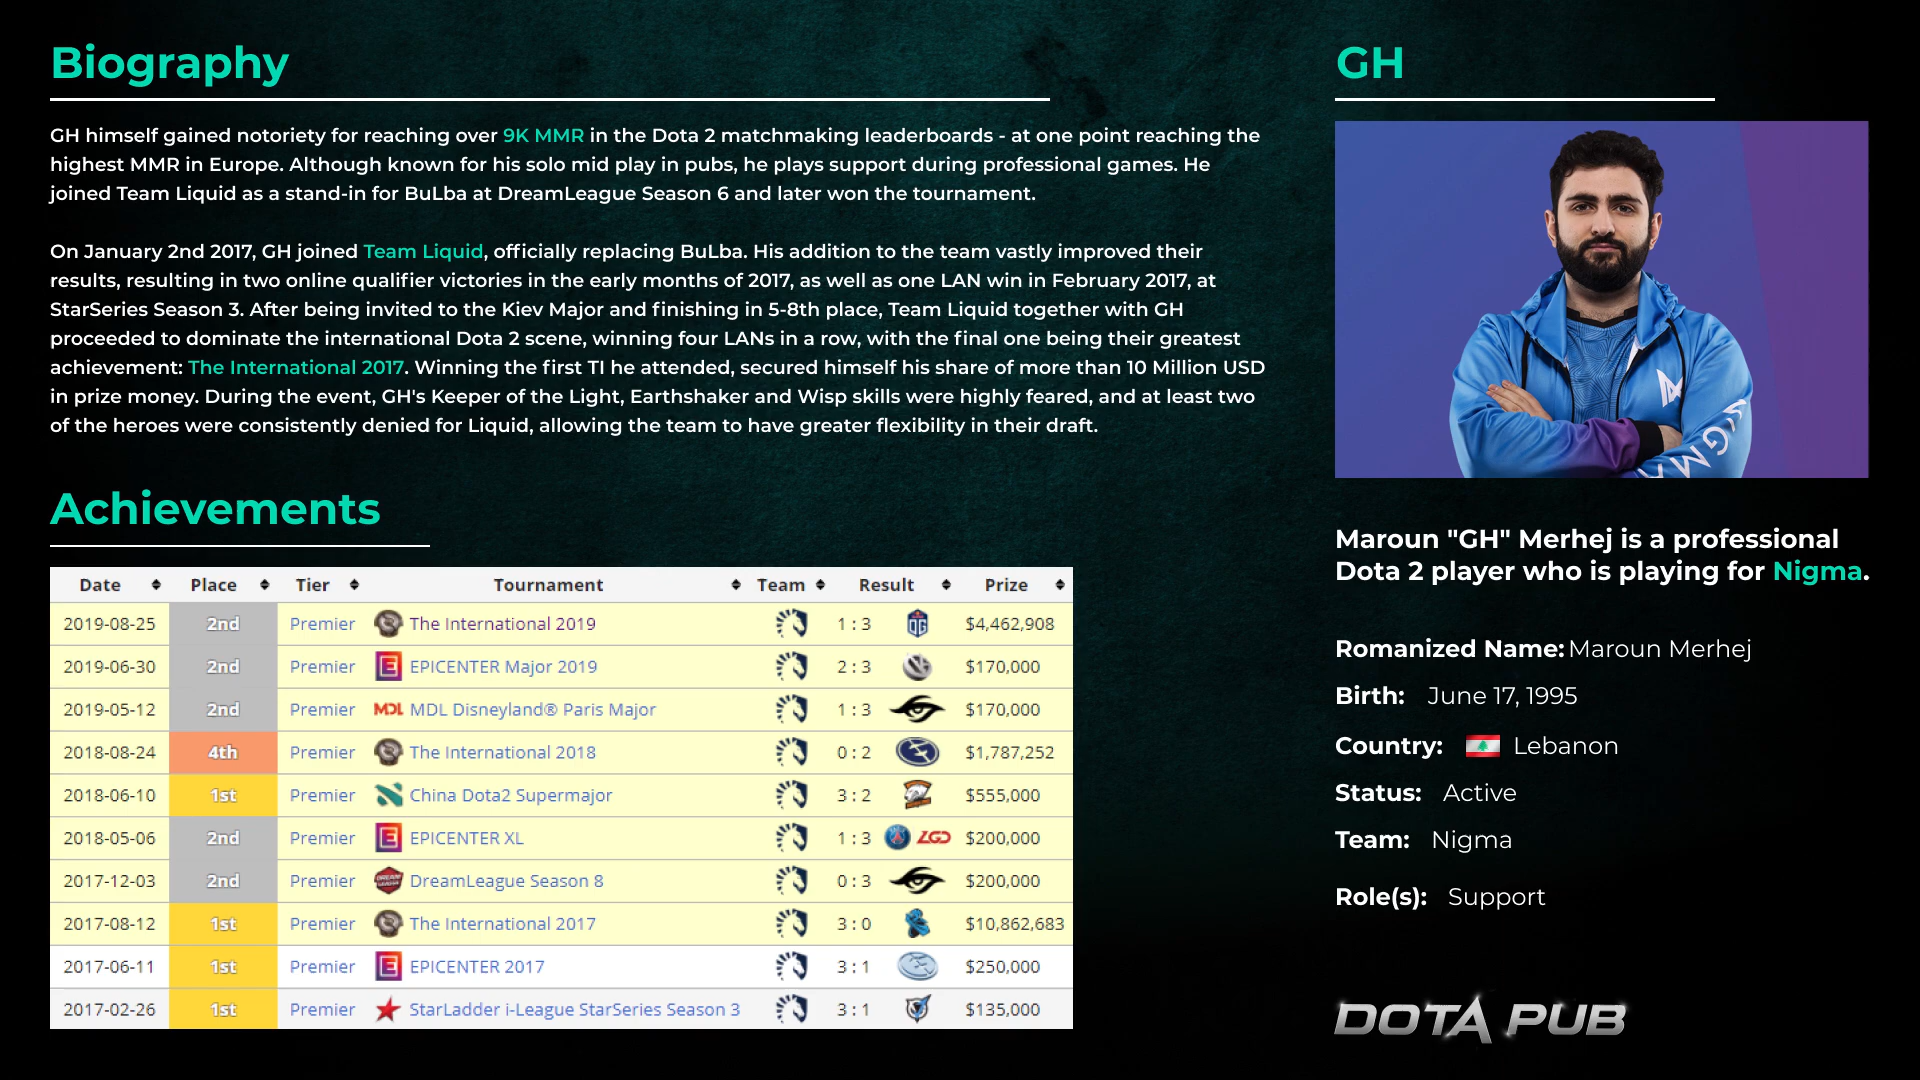 Biography
GH himself gained notoriety for reaching over 9K MMR in the Dota 2 matchmaking leaderboards - at one point reaching the
highest MMR in Europe. Although known for his solo mid play in pubs, he plays support during professional games. He
joined Team Liquid as a stand-in for BuLba at DreamLeague Season 6 and later won the tournament.
On January 2nd 2017, GH joined Team Liquid, officially replacing BuLba. His addition to the team vastly improved their
results, resulting in two online qualifier victories in the early months of 2017, as well as one LAN win in February 2017, at
StarSeries Season 3. After being invited to the Kiev Major and finishing in 5-8th place, Team Liquid together with GH
proceeded to dominate the international Dota 2 scene, winning four LANs in a row, with the final one being their greatest
achievement: The International 2017. Winning the first TI he attended, secured himself his share of more than 10 Million USD
in prize money. During the event, GH's Keeper of the Light, Earthshaker and Wisp skills were highly feared, and at least two
of the heroes were consistently denied for Liquid, allowing the team to have greater flexibility in their draft.
Achievements
Date Place Tier Tournament Team Result Prize
2019-08-25 2nd Premier The International 2019 1 : 3 OG $4,462,908
2019-06-30 2nd Premier EPICENTER Major 2019 2 : 3 $170,000
2019-05-12 2nd Premier MDL MDL Disneyland® Paris Major 1 : 3 $170,000
2018-08-24 4th Premier The International 2018 0 : 2 $1,787,252
2018-06-10 1st Premier China Dota2 Supermajor 3 : 2 $555,000
2018-05-06 2nd Premier EPICENTER XL 1 : 3 LGD $200,000
2017-12-03 2nd Premier DreamLeague Season 8 0 : 3 $200,000
2017-08-12 1st Premier The International 2017 3 : 0 $10,862,683
2017-06-11 1st Premier EPICENTER 2017 3 : 1 $250,000
2017-02-26 1st Premier StarLadder i-League StarSeries Season 3 3 : 1 $135,000
GH
NIGMA
Maroun "GH" Merhej is a professional
Dota 2 player who is playing for Nigma.
Romanized Name: Maroun Merhej
Birth: June 17, 1995
Country: Lebanon
Status: Active
Team: Nigma
Role(s): Support
DOTA PUB